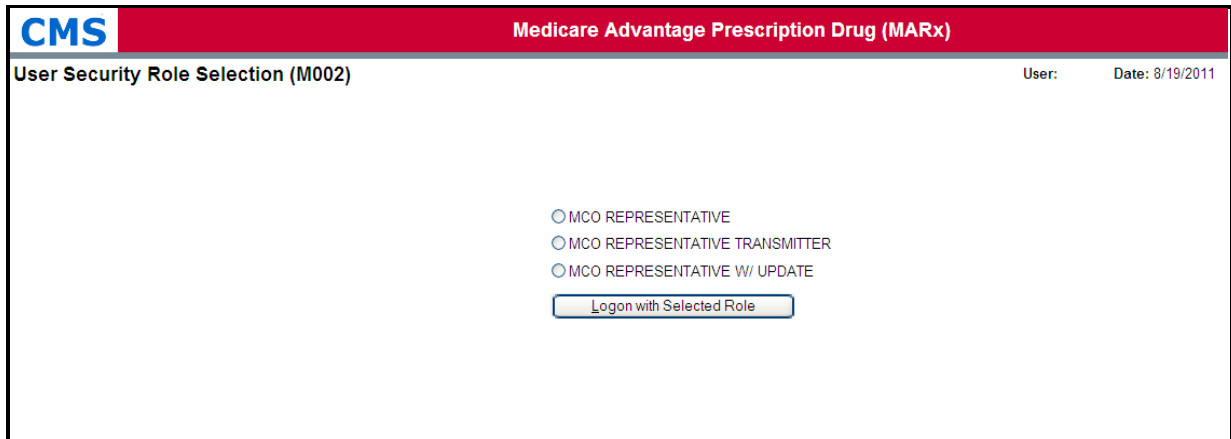 CMS
Medicare Advantage Prescription Drug (MARx)
User Security Role Selection (M002)
User: Date: 8/19/2011
MCO REPRESENTATIVE
MCO REPRESENTATIVE TRANSMITTER
MCO REPRESENTATIVE W/ UPDATE
Logon with Selected Role